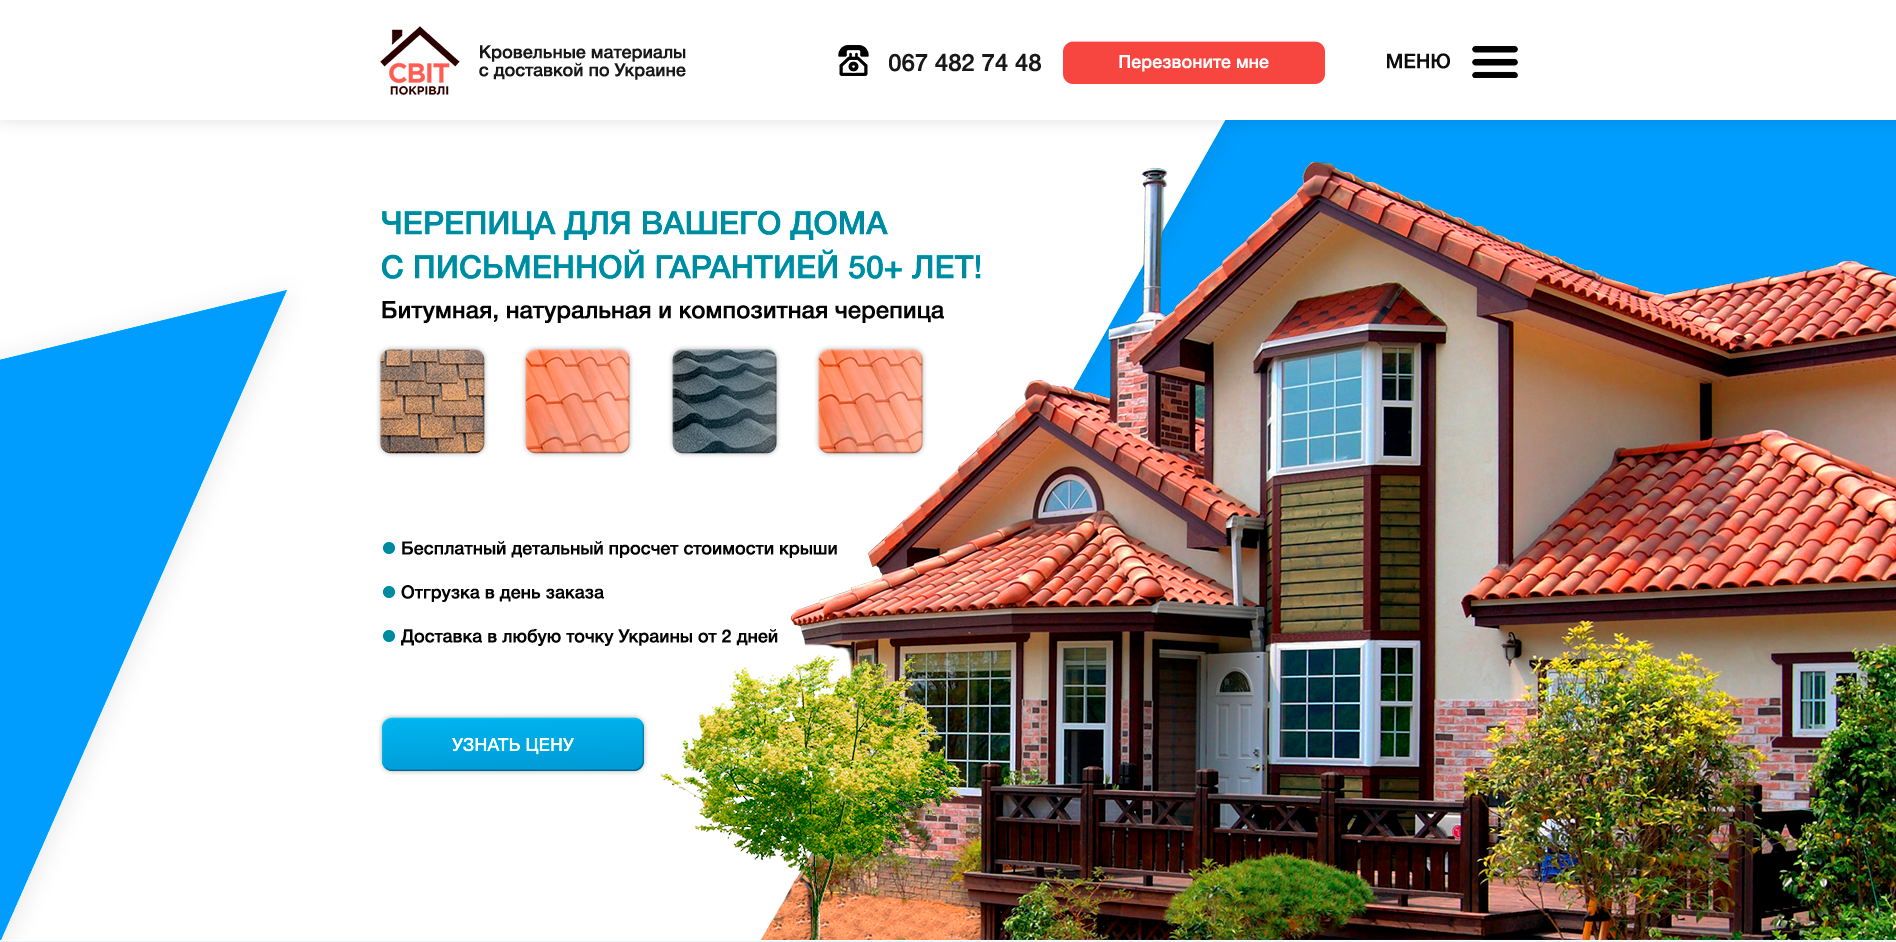 СВІТ
ПОКРІВЛІ
Кровельные материалы
с доставкой по Украине
067 482 74 48
Перезвоните мне
МЕНЮ
ЧЕРЕПИЦА ДЛЯ ВАШЕГО ДОМА
С ПИСЬМЕННОЙ ГАРАНТИЕЙ 50+ ЛЕТ!
Битумная, натуральная и композитная черепица
Бесплатный детальный просчет стоимости крыши
Отгрузка в день заказа
Доставка в любую точку Украины от 2 дней
УЗНАТЬ ЦЕНУ